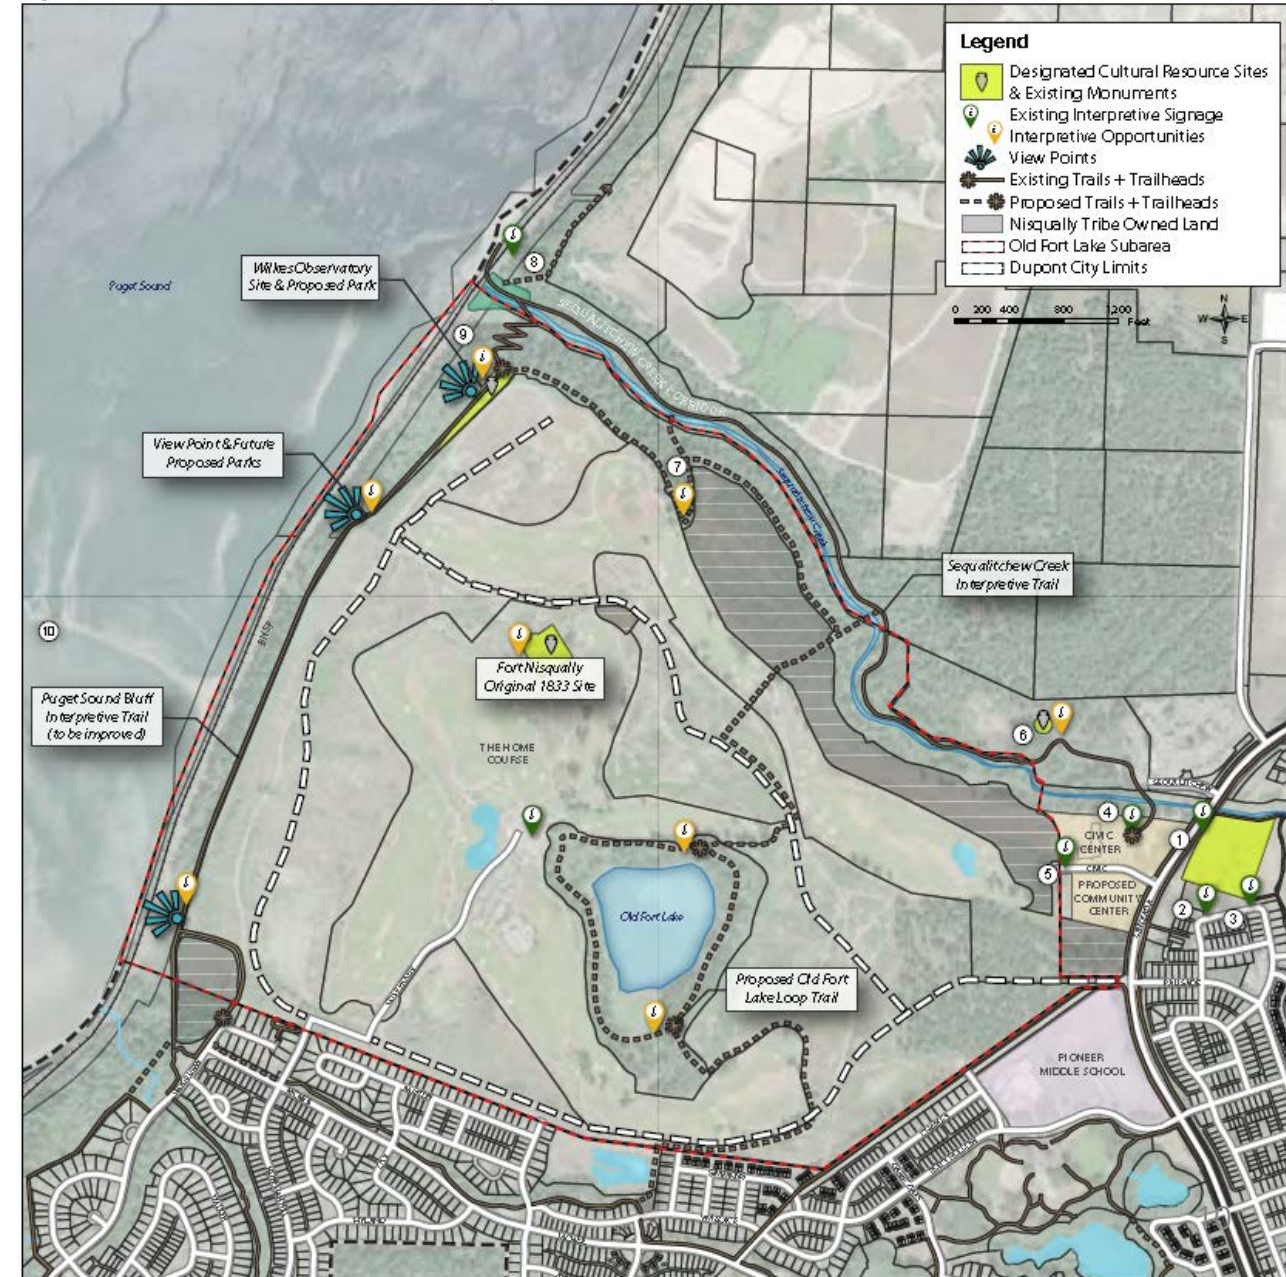 Legend
Designated Cultural Resource Sites
& Existing Monuments
Existing Interpretive Signage
Interpretive Opportunities
View Points
Existing Trails + Trailheads
Proposed Trails + Trailheads
Nisqually Tribe Owned Land
Old Fort Lake Subarea
Dupont City Limits
0 200 400 800 1,200
Feet
N
W E
S
8
Wilkes Observatory
Site & Proposed Park
Puget Sound
SEQUALITCHEW CREEK CORRIDOR
9
View Point & Future
Proposed Parks
7
Sequalitchew Creek
Sequalitchew Creek
Interpretive Trail
10
BNSF
Fort Nisqually
Original 1833 Site
Puget Sound Bluff
Interpretive Trail
(to be improved)
6
THE HOME
COURSE
SEQUALITCHEW
4
1
CIVIC
CENTER
5
CMC
PROPOSED
COMMUNITY
CENTER
2
3
Old Fort Lake
Proposed Old Fort
Lake Loop Trail
PIONEER
MIDDLE SCHOOL